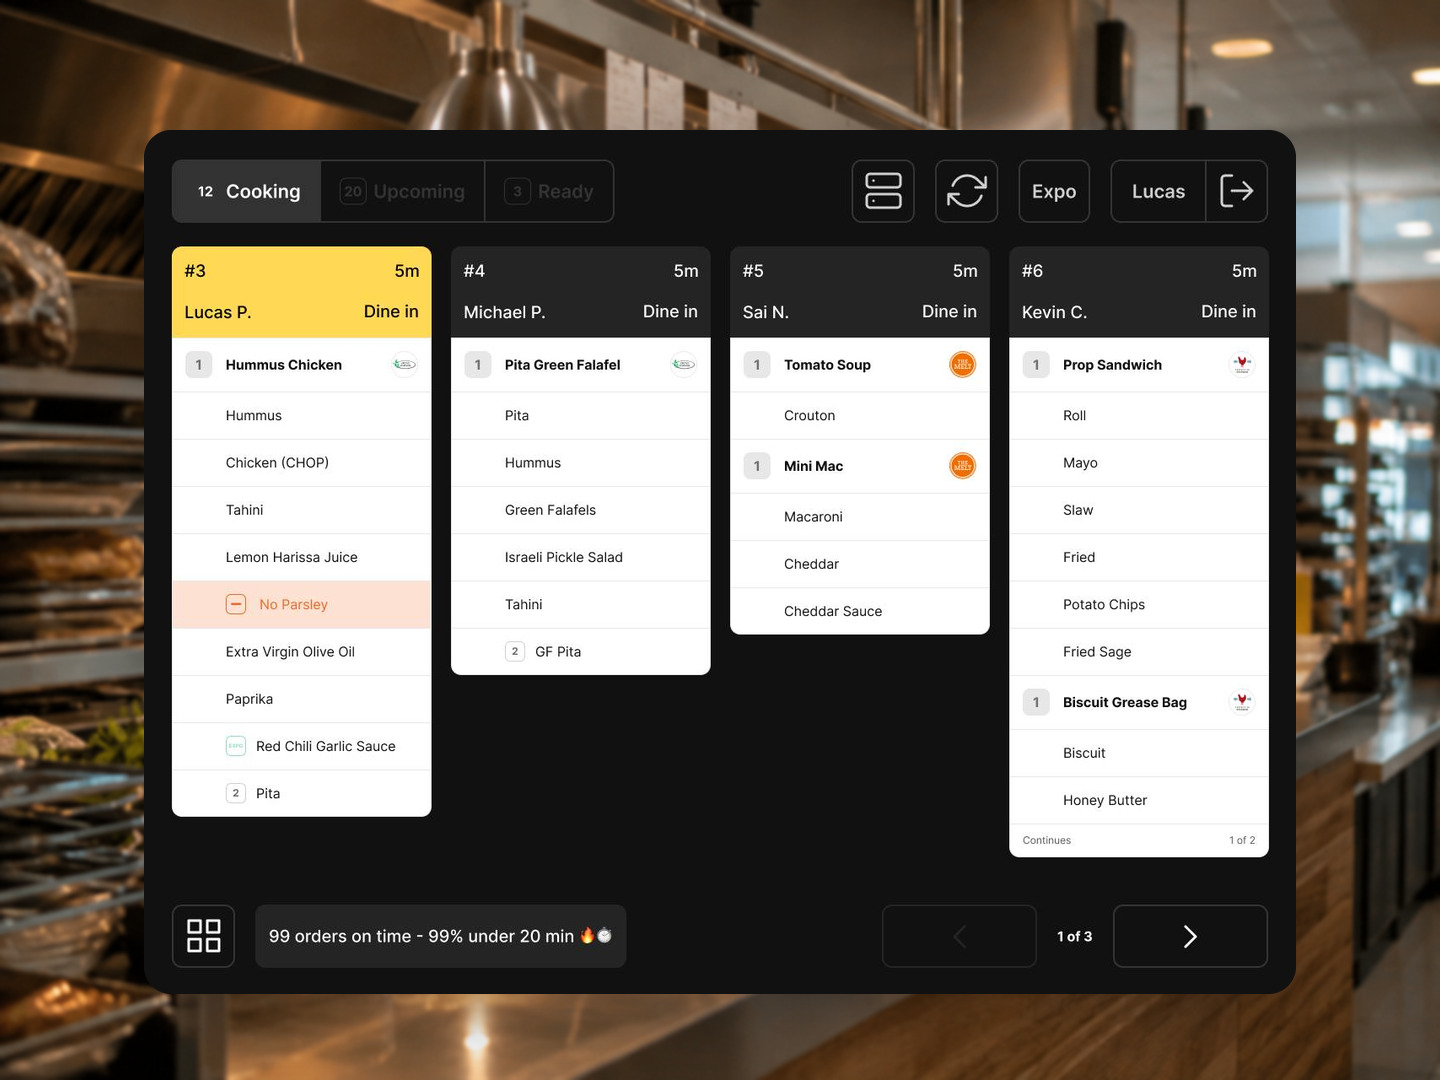 12 Cooking
20 Upcoming
3 Ready
Expo
Lucas
#3 5m
Lucas P. Dine in
1 Hummus Chicken
Hummus
Chicken (CHOP)
Tahini
Lemon Harissa Juice
No Parsley
Extra Virgin Olive Oil
Paprika
EXPO Red Chili Garlic Sauce
2 Pita
#4 5m
Michael P. Dine in
1 Pita Green Falafel
Pita
Hummus
Green Falafels
Israeli Pickle Salad
Tahini
2 GF Pita
#5 5m
Sai N. Dine in
1 Tomato Soup
THE MELT
Crouton
1 Mini Mac
THE MELT
Macaroni
Cheddar
Cheddar Sauce
#6 5m
Kevin C. Dine in
1 Prop Sandwich
Roll
Mayo
Slaw
Fried
Potato Chips
Fried Sage
1 Biscuit Grease Bag
Biscuit
Honey Butter
Continues 1 of 2
99 orders on time - 99% under 20 min 🔥⏱️
1 of 3